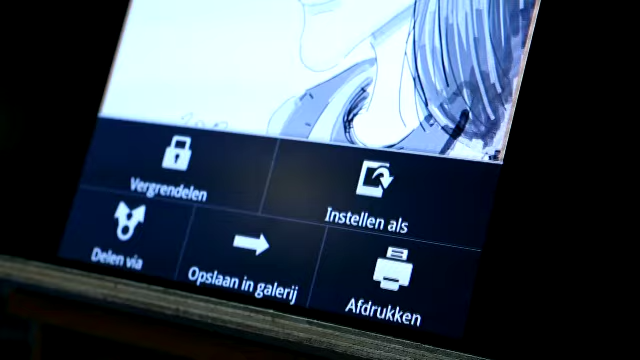 Vergrendelen
Instellen als
Delen via
Opslaan in galerij
Afdrukken